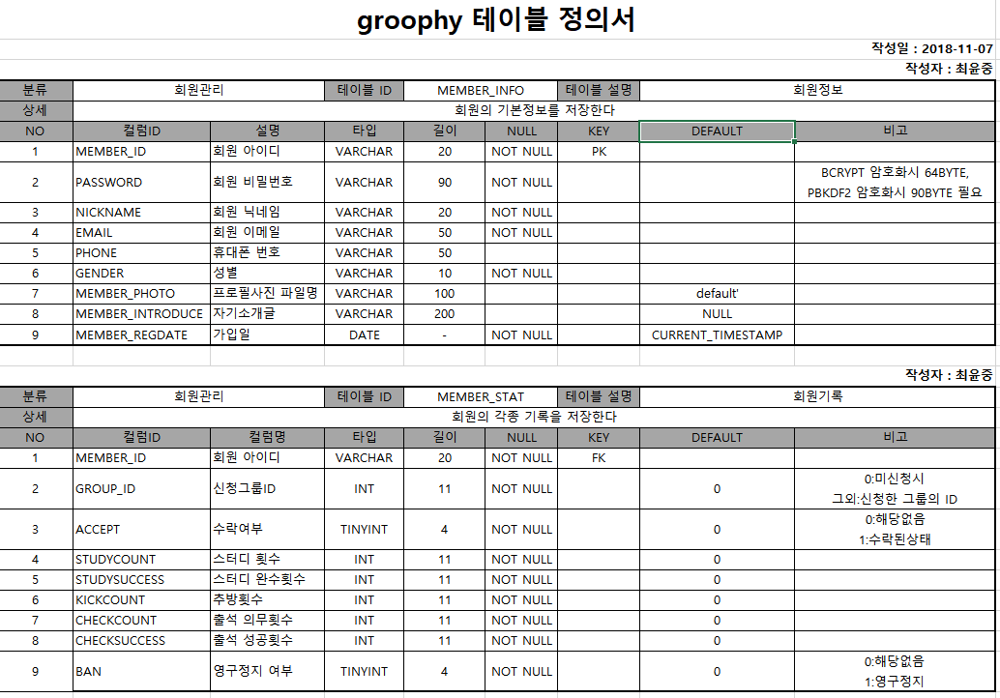 groophy 테이블 정의서
작성일 : 2018-11-07
작성자 : 최윤중
분류 회원관리 테이블 ID MEMBER_INFO 테이블 설명 회원정보
상세 회원의 기본정보를 저장한다
NO 컬럼ID 설명 타입 길이 NULL KEY DEFAULT 비고
1 MEMBER_ID 회원 아이디 VARCHAR 20 NOT NULL PK
2 PASSWORD 회원 비밀번호 VARCHAR 90 NOT NULL BCRYPT 암호화시 64BYTE,
PBKDF2 암호화시 90BYTE 필요
3 NICKNAME 회원 닉네임 VARCHAR 20 NOT NULL
4 EMAIL 회원 이메일 VARCHAR 50 NOT NULL
5 PHONE 휴대폰 번호 VARCHAR 50
6 GENDER 성별 VARCHAR 10 NOT NULL
7 MEMBER_PHOTO 프로필사진 파일명 VARCHAR 100 default'
8 MEMBER_INTRODUCE 자기소개글 VARCHAR 200 NULL
9 MEMBER_REGDATE 가입일 DATE - NOT NULL CURRENT_TIMESTAMP
작성자 : 최윤중
분류 회원관리 테이블 ID MEMBER_STAT 테이블 설명 회원기록
상세 회원의 각종 기록을 저장한다
NO 컬럼ID 컬럼명 타입 길이 NULL KEY DEFAULT 비고
1 MEMBER_ID 회원 아이디 VARCHAR 20 NOT NULL FK
2 GROUP_ID 신청그룹ID INT 11 NOT NULL 0 0:미신청시
그외:신청한 그룹의 ID
3 ACCEPT 수락여부 TINYINT 4 NOT NULL 0 0:해당없음
1:수락된상태
4 STUDYCOUNT 스터디 횟수 INT 11 NOT NULL 0
5 STUDYSUCCESS 스터디 완수횟수 INT 11 NOT NULL 0
6 KICKCOUNT 추방횟수 INT 11 NOT NULL 0
7 CHECKCOUNT 출석 의무횟수 INT 11 NOT NULL 0
8 CHECKSUCCESS 출석 성공횟수 INT 11 NOT NULL 0
9 BAN 영구정지 여부 TINYINT 4 NOT NULL 0 0:해당없음
1:영구정지